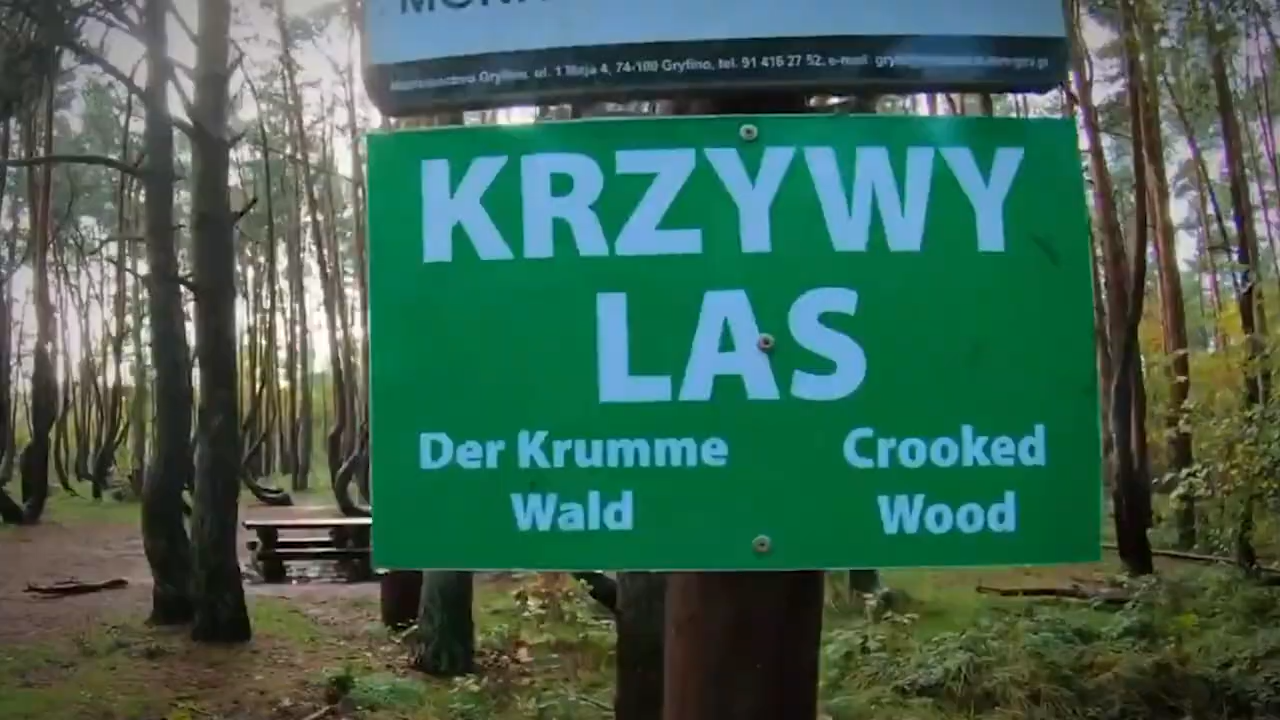 ul. 1 Maja 4, 74-100 Gryfino, tel. 91 416 27 52, e-mail
KRZYWY
LAS
Der Krumme
Wald
Crooked
Wood